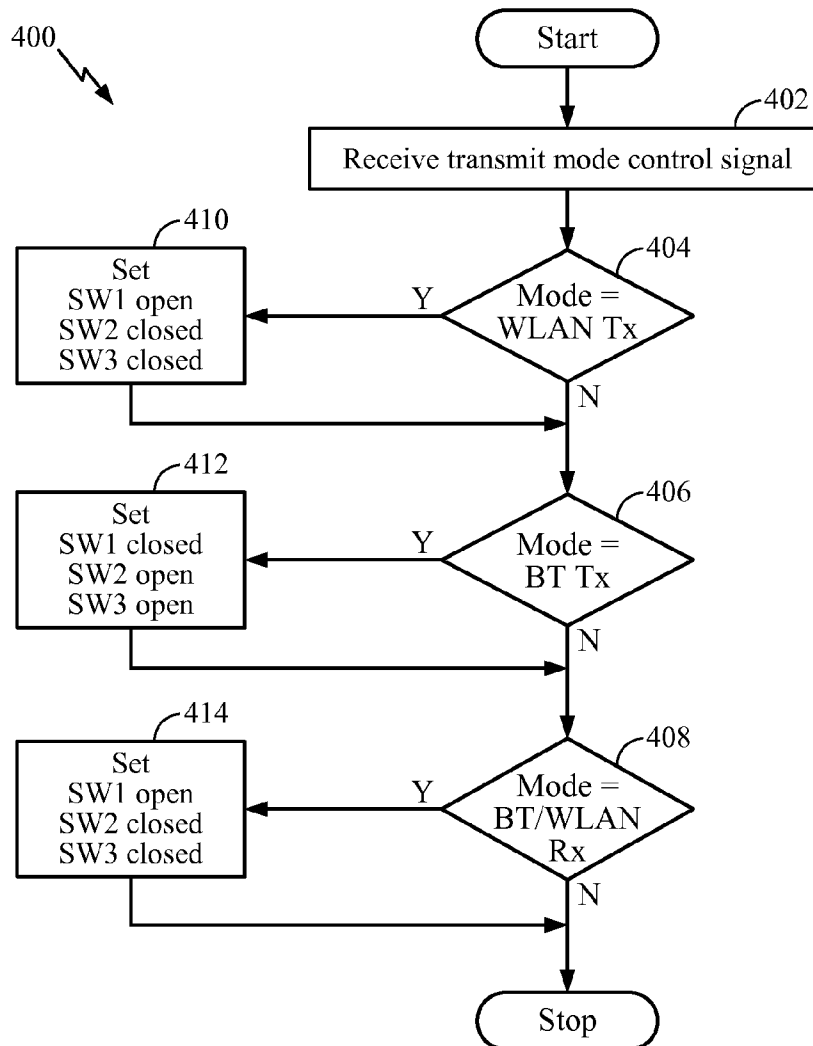 400
Start
402
Receive transmit mode control signal
410
Set
SW1 open
SW2 closed
SW3 closed
Y
404
Mode =
WLAN Tx
N
412
Set
SW1 closed
SW2 open
SW3 open
Y
406
Mode =
BT Tx
N
414
Set
SW1 open
SW2 closed
SW3 closed
Y
408
Mode =
BT/WLAN
Rx
N
Stop